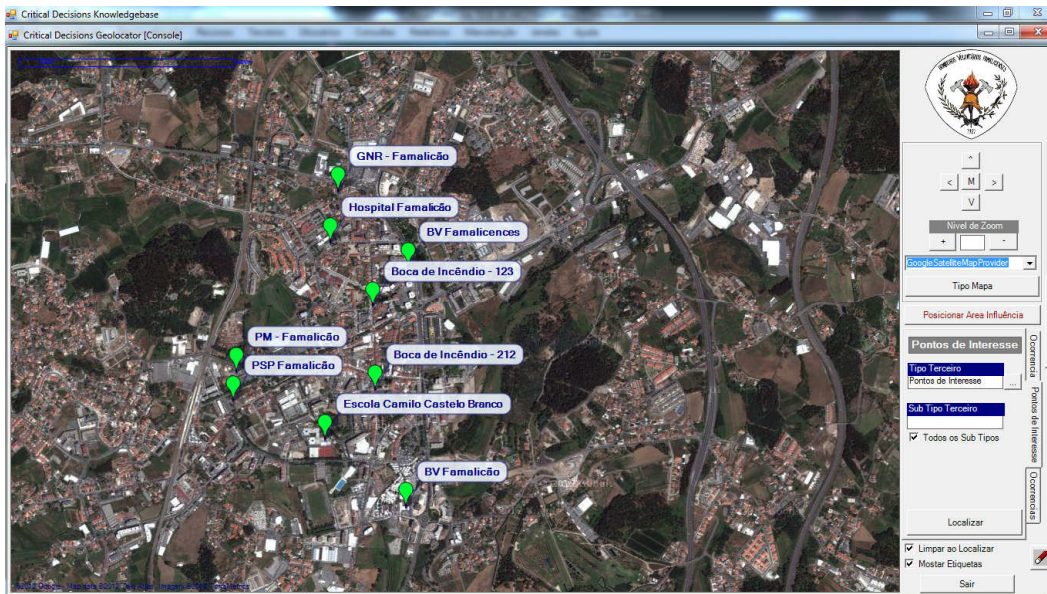 Critical Decisions Knowledgebase
Critical Decisions Geolocator [Console]
GNR - Famalicão
Hospital Famalicão
BV Famalicences
Boca de Incêndio - 123
PM - Famalicão
PSP Famalicão
Boca de Incêndio - 212
Escola Camilo Castelo Branco
BV Famalicão
^
< M >
V
Nivel de Zoom
+ -
GoogleSatelliteMapProvider
Tipo Mapa
Posicionar Area Influência
Pontos de Interesse
Tipo Terceiro
Pontos de Interesse
...
Sub Tipo Terceiro
Todos os Sub Tipos
Localizar
Ocorrencia
Pontos de Interesse
Ocorrencias
Limpar ao Localizar
Mostar Etiquetas
Sair